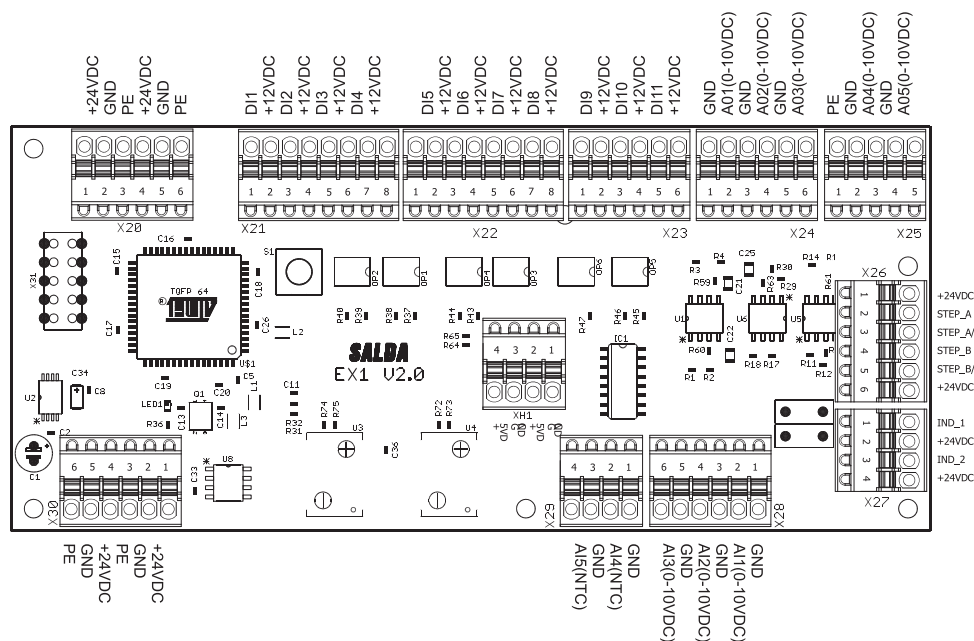 +24VDC GND PE +24VDC GND PE
DI1 +12VDC DI2 +12VDC DI3 +12VDC DI4 +12VDC
DI5 +12VDC DI6 +12VDC DI7 +12VDC DI8 +12VDC
DI9 +12VDC DI10 +12VDC DI11 +12VDC
GND A01(0-10VDC) GND A02(0-10VDC) GND A03(0-10VDC)
PE GND A04(0-10VDC) GND A05(0-10VDC)
1 2 3 4 5 6
1 2 3 4 5 6 7 8
1 2 3 4 5 6 7 8
1 2 3 4 5 6
1 2 3 4 5 6
1 2 3 4 5
X20
X21
X22
X23
X24
X25
X31
C15
C16
C17
TQFP 64
ATMEL ®
C18
C26
L2
U$1
S1
OP2
OP1
OP4
OP3
OP6
OP5
R40
R39
R38
R37
R44
R43
R65
R64
R47
R46
R45
IC1
SALDA
EX1 V2.0
4 3 2 1
XH1
+ 5VD G GND + 5VD G GND
R3
R4
R59
C21
C25
R63
R30
R29
R14
R1
R61
U1
U6
U5
R60
C22
R1
R2
R18
R17
R11
R12
X26
1 +24VDC
2 STEP_A
3 STEP_A/
4 STEP_B
5 STEP_B/
6 +24VDC
1 IND_1
2 +24VDC
3 IND_2
4 +24VDC
X27
U2
C34
C8
C2
C1
C19
C20
C5
L1
L3
LED1
R36
C13
Q1
C14
C11
R32
R31
R74
R75
U3
C36
R72
R73
U4
C33
U8
X30
6 5 4 3 2 1
X29
4 3 2 1
6 5 4 3 2 1
X28
PE GND +24VDC PE GND +24VDC
AI5(NTC) GND AI4(NTC) GND
AI3(0-10VDC) GND AI2(0-10VDC) GND AI1(0-10VDC) GND